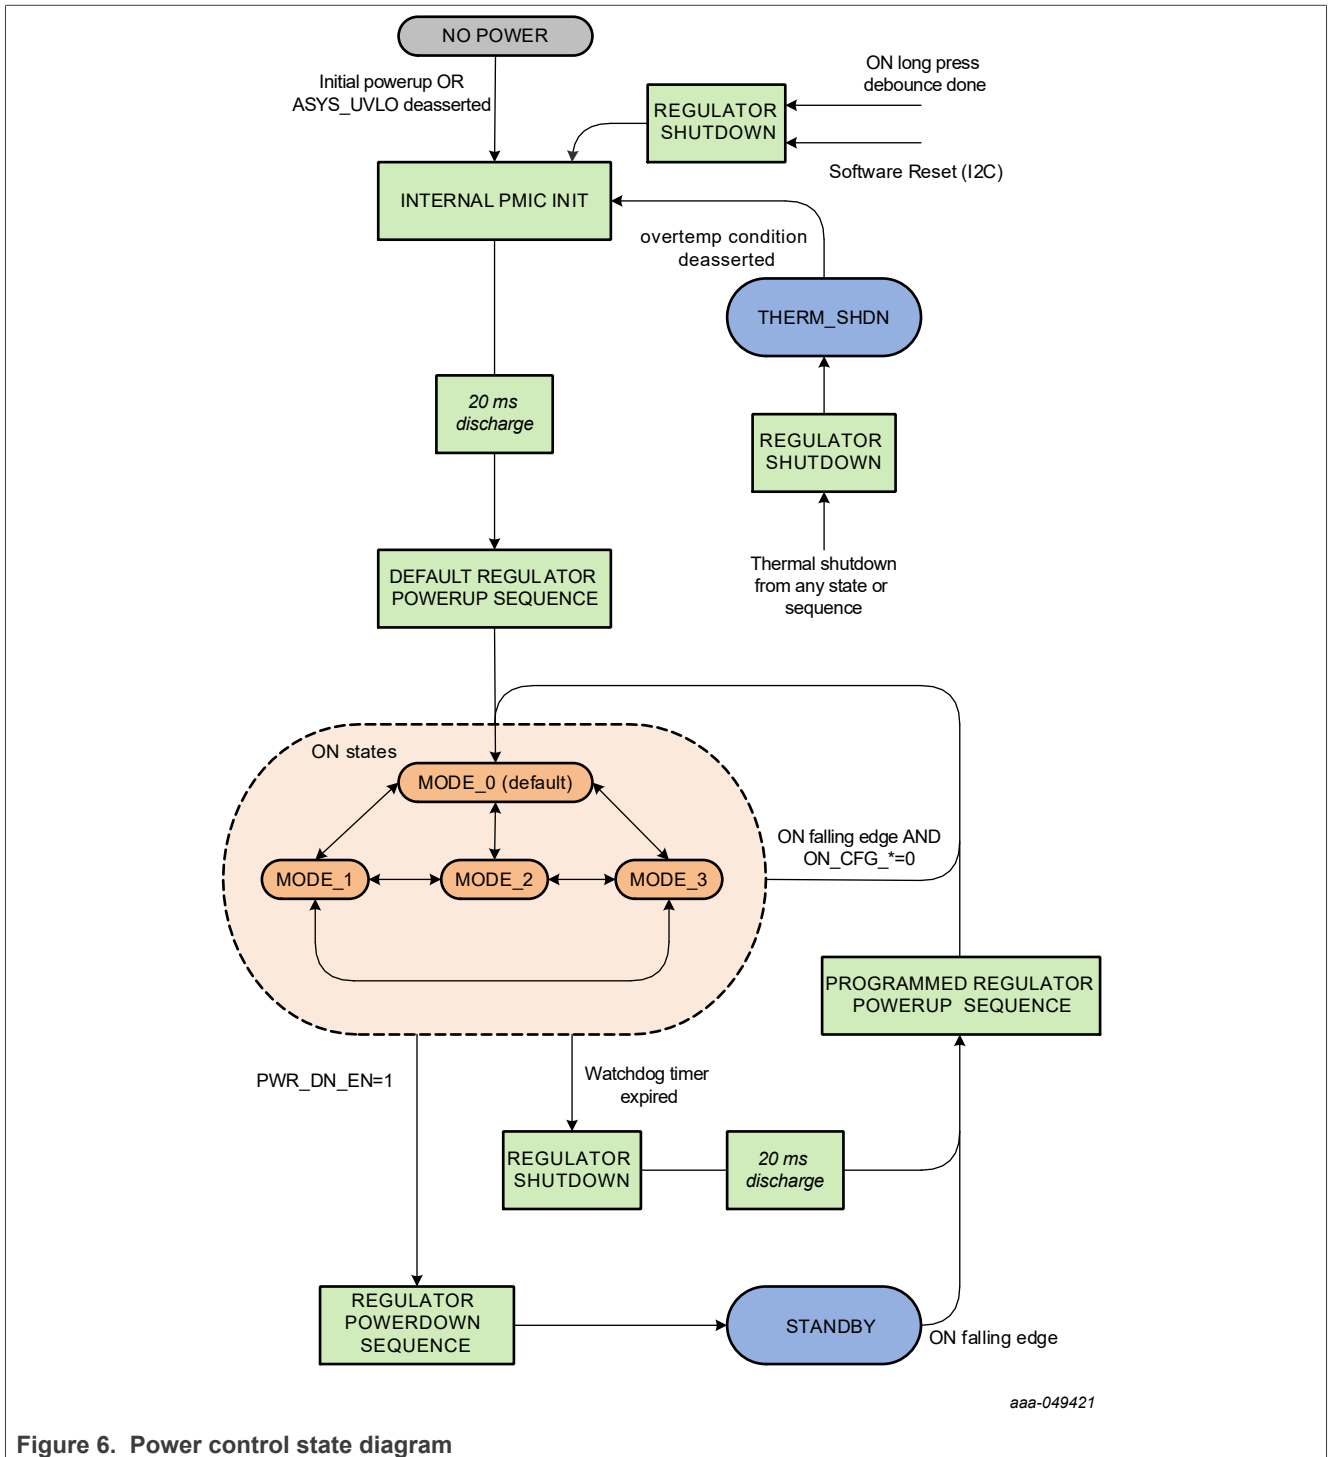 NO POWER
Initial powerup OR
ASYS_UVLO deasserted
ON long press
debounce done
REGULATOR
SHUTDOWN
Software Reset (I2C)
INTERNAL PMIC INIT
overtemp condition
deasserted
THERM_SHDN
20 ms
discharge
REGULATOR
SHUTDOWN
Thermal shutdown
from any state or
sequence
DEFAULT REGULATOR
POWERUP SEQUENCE
ON states
MODE_0 (default)
MODE_1
MODE_2
MODE_3
ON falling edge AND
ON_CFG_*=0
PROGRAMMED REGULATOR
POWERUP SEQUENCE
PWR_DN_EN=1
Watchdog timer
expired
REGULATOR
SHUTDOWN
20 ms
discharge
REGULATOR
POWERDOWN
SEQUENCE
STANDBY
ON falling edge
aaa-049421
Figure 6. Power control state diagram